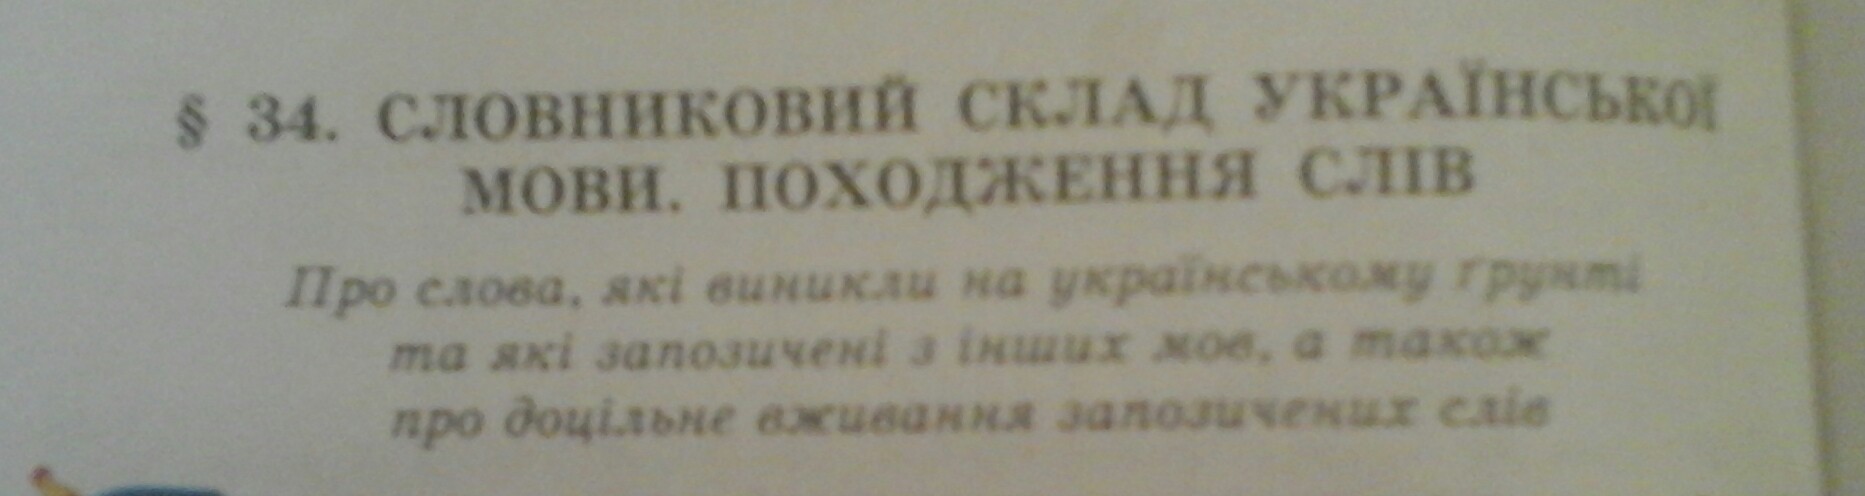 § 34. СЛОВНИКОВИЙ СКЛАД УКРАЇНСЬКОЇ
МОВИ. ПОХОДЖЕННЯ СЛІВ
Про слова, які виникли на українському ґрунті
та які запозичені з інших мов, а також
про доцільне вживання запозичених слів